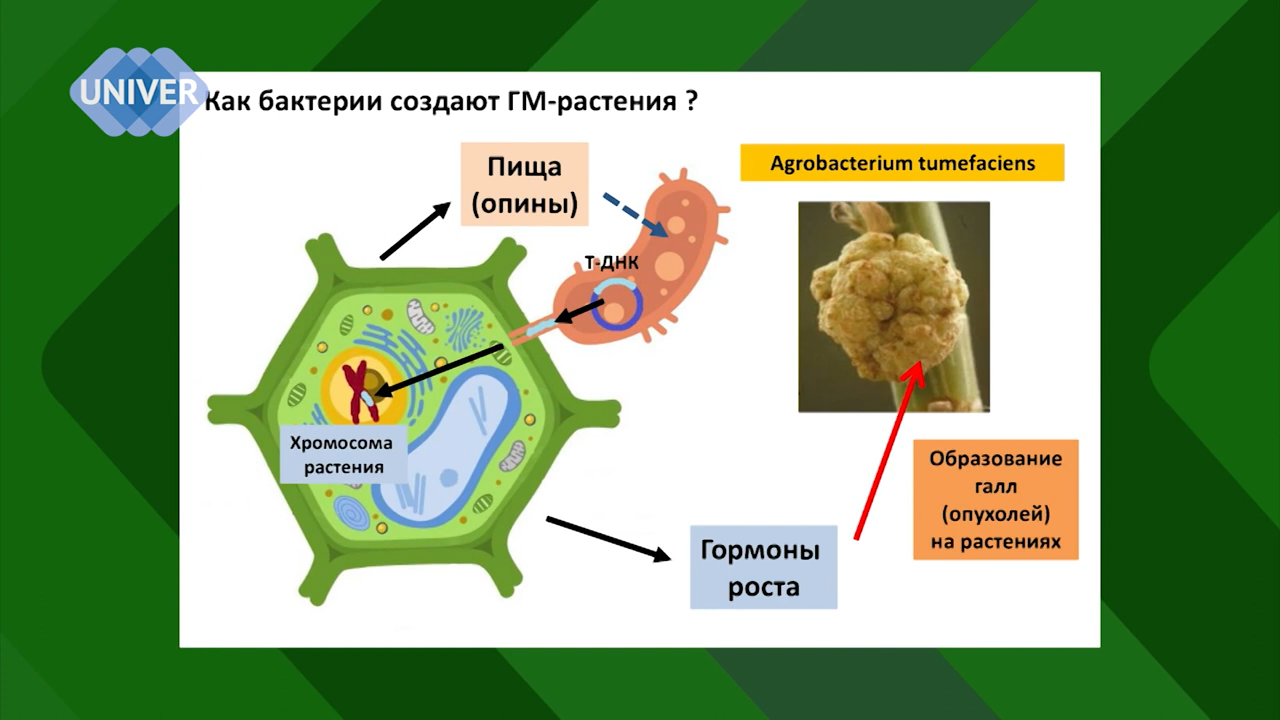 UNIVER
Как бактерии создают ГМ-растения ?
Пища
(опины)
Agrobacterium tumefaciens
Т-ДНК
Хромосома
растения
Образование
галл
(опухолей)
на растениях
Гормоны
роста